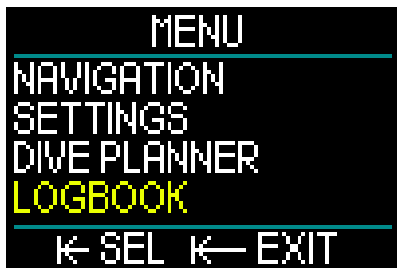 MENU
NAVIGATION
SETTINGS
DIVE PLANNER
LOGBOOK
SEL EXIT